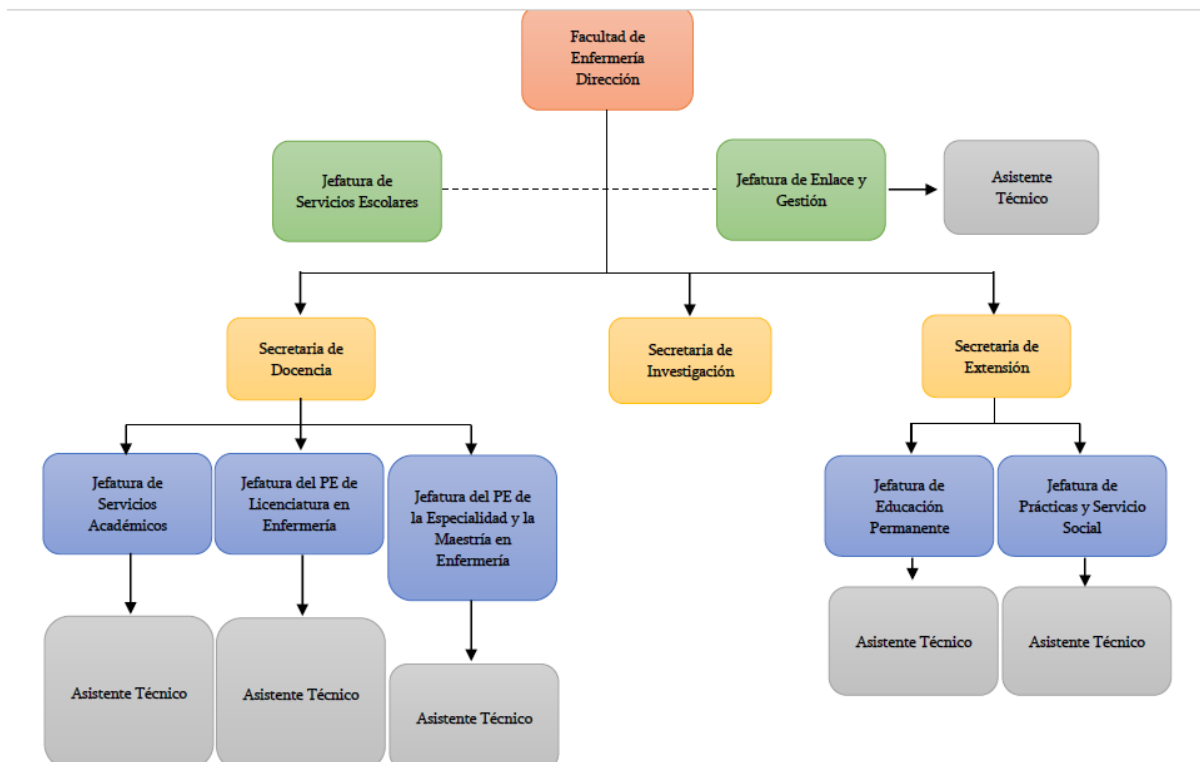 Facultad de
Enfermería
Dirección
Jefatura de
Servicios Escolares
Jefatura de Enlace y
Gestión
Asistente
Técnico
Secretaria de
Docencia
Secretaria de
Investigación
Secretaria de
Extensión
Jefatura de
Servicios
Académicos
Jefatura del PE de
Licenciatura en
Enfermería
Jefatura del PE de
la Especialidad y la
Maestría en
Enfermería
Jefatura de
Educación
Permanente
Jefatura de
Prácticas y Servicio
Social
Asistente Técnico
Asistente Técnico
Asistente Técnico
Asistente Técnico
Asistente Técnico